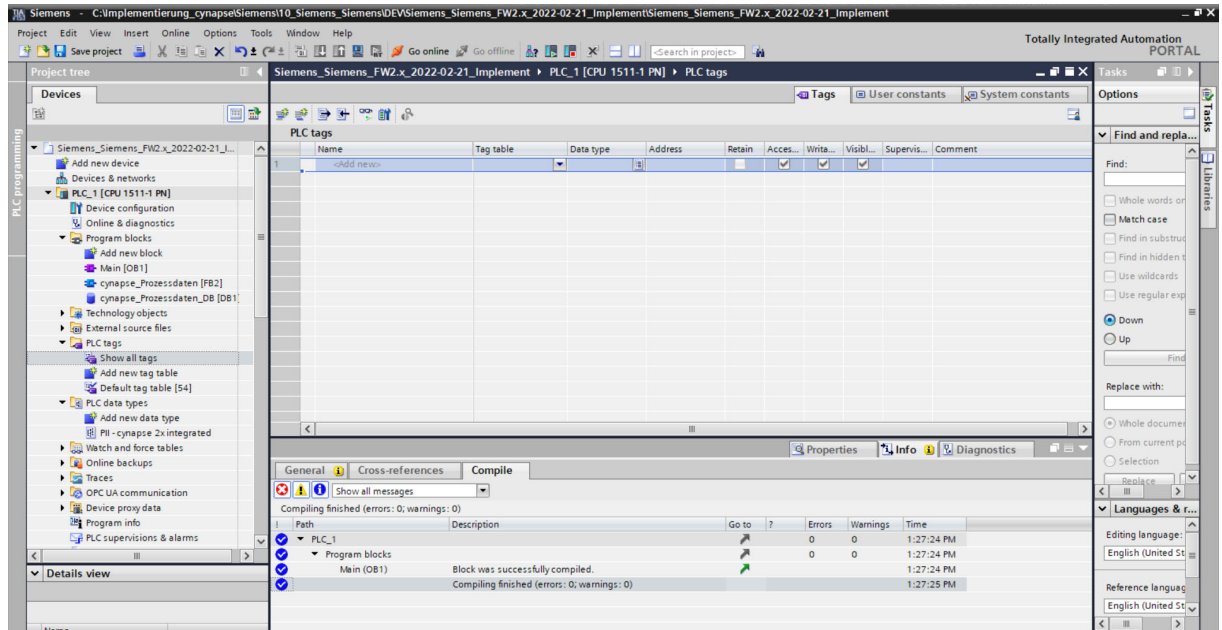 Siemens - C:\Implementierung_cynapse\Siemens\10_Siemens_Siemens\DEV\Siemens_Siemens_FW2.x_2022-02-21_Implement\Siemens_Siemens_FW2.x_2022-02-21_Implement
Project Edit View Insert Online Options Tools Window Help
Totally Integrated Automation
PORTAL
Save project Go online Go offline <Search in project>
Project tree
Siemens_Siemens_FW2.x_2022-02-21_Implement PLC_1 [CPU 1511-1 PN] PLC tags
Tasks
Devices
Tags User constants System constants
Options
PLC programming
Siemens_Siemens_FW2.x_2022-02-21_I...
Add new device
Devices & networks
PLC_1 [CPU 1511-1 PN]
Device configuration
Online & diagnostics
Program blocks
Add new block
Main [OB1]
cynapse_Prozessdaten [FB2]
cynapse_Prozessdaten_DB [DB1]
Technology objects
External source files
PLC tags
Show all tags
Add new tag table
Default tag table [54]
PLC data types
Add new data type
PII - cynapse 2x integrated
Watch and force tables
Online backups
Traces
OPC UA communication
Device proxy data
Program info
PLC supervisions & alarms
Details view
PLC tags
Name Tag table Data type Address Retain Acces... Writa... Visibl... Supervis... Comment
1 <Add new>
Properties Info Diagnostics
General Cross-references Compile
Show all messages
Compiling finished (errors: 0; warnings: 0)
! Path Description Go to ? Errors Warnings Time
PLC_1 0 0 1:27:24 PM
Program blocks 0 0 1:27:24 PM
Main (OB1) Block was successfully compiled. 1:27:24 PM
Compiling finished (errors: 0; warnings: 0) 1:27:25 PM
Find and repla...
Find:
Whole words on
Match case
Find in substruc
Find in hidden t
Use wildcards
Use regular exp
Down
Up
Find
Replace with:
Whole documen
From current po
Selection
Replace
Languages & r...
Editing language:
English (United St
Reference languag
English (United St
Tasks
Libraries